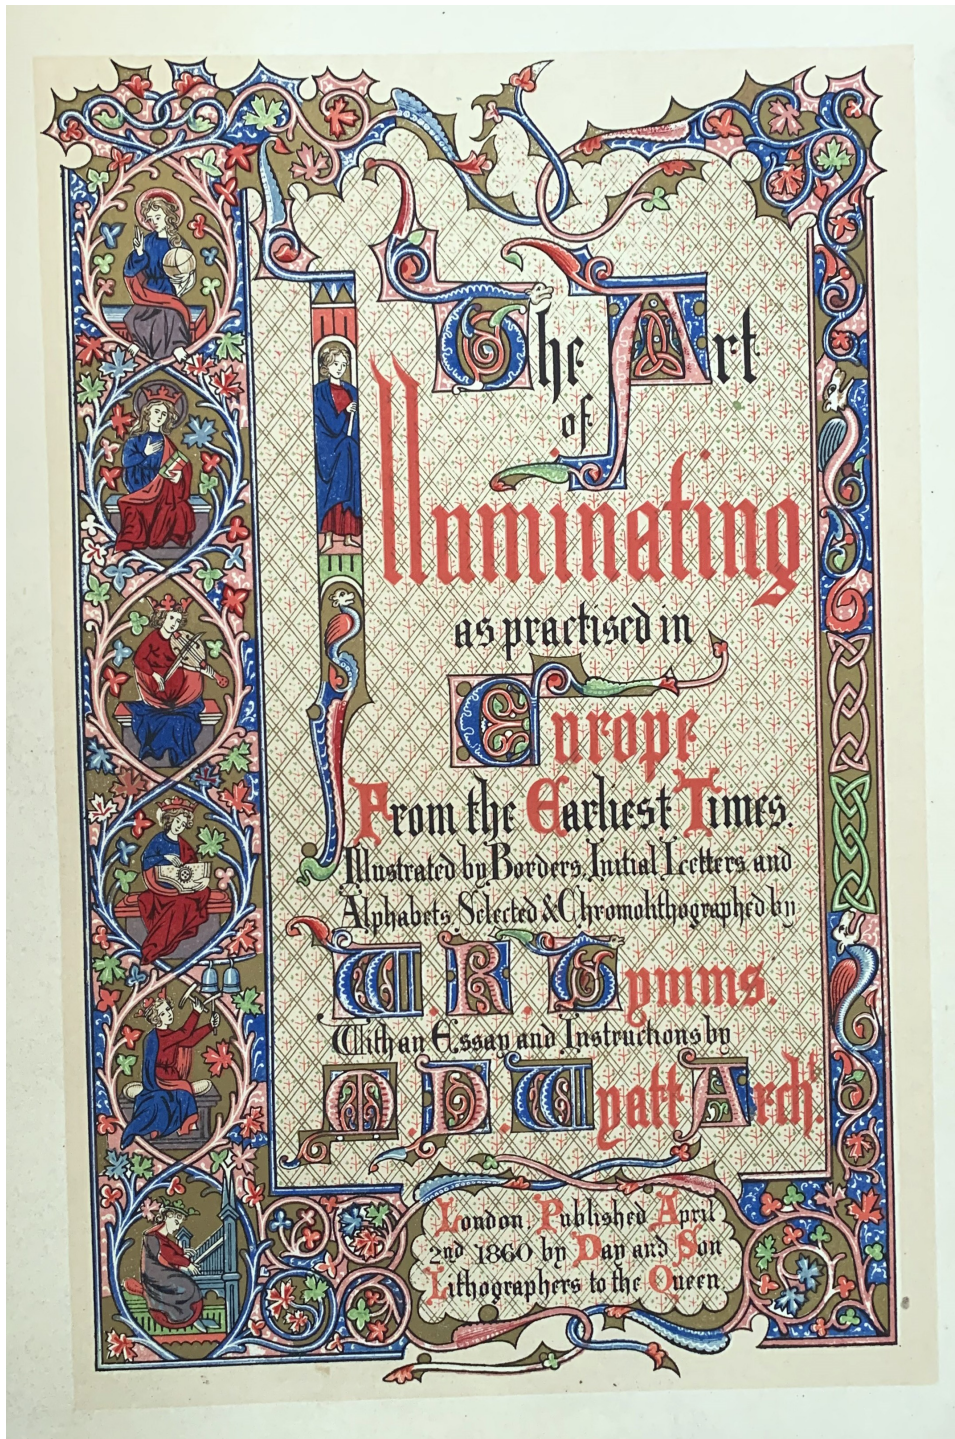 The Art
of
Illuminating
as practised in
Europe
From the Earliest Times.
Illustrated by Borders, Initial Letters, and
Alphabets, Selected & Chromolithographed by
W. R. Tymms.
With an Essay and Instructions by
M. D. Wyatt Archt.
London, Published April
2nd 1860 by Day and Son
Lithographers to the Queen